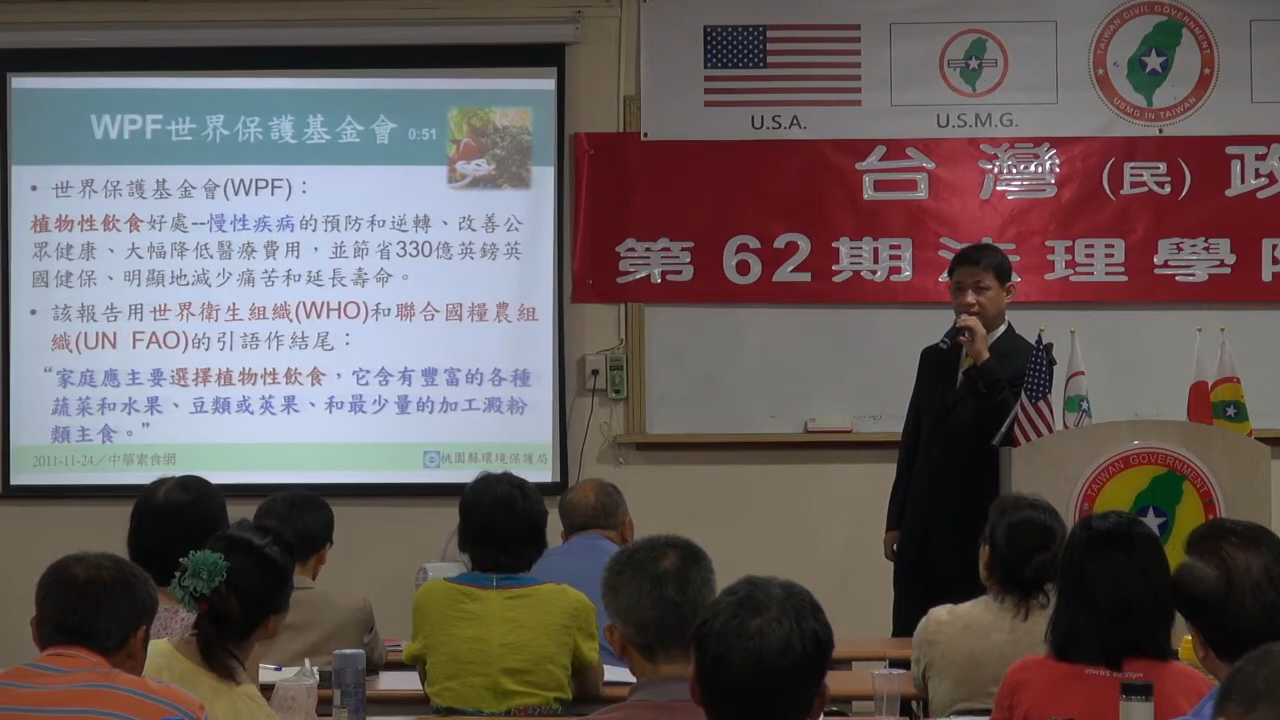 WPF世界保護基金會 0:51
• 世界保護基金會(WPF)：
植物性飲食好處--慢性疾病的預防和逆轉、改善公
眾健康、大幅降低醫療費用，並節省330億英鎊英
國健保、明顯地減少痛苦和延長壽命。
• 該報告用世界衛生組織(WHO)和聯合國糧農組
織(UN FAO)的引語作結尾：
“家庭應主要選擇植物性飲食，它含有豐富的各種
蔬菜和水果、豆類或莢果、和最少量的加工澱粉
類主食。”
2011-11-24／中華素食網
桃園縣環境保護局
U.S.A.
U.S.M.G.
TAIWAN CIVIL GOVERNMENT
USMG IN TAIWAN
台灣(民)政
第62期法理學院
TAIWAN GOVERNMENT